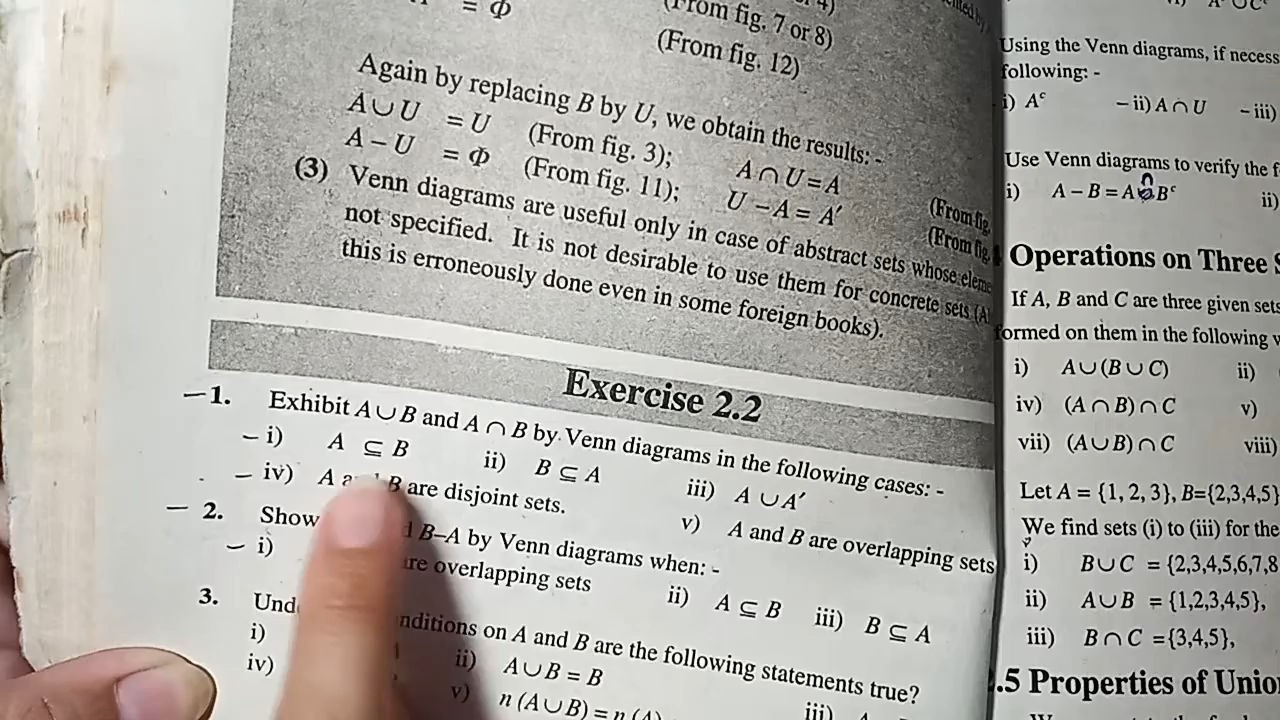 = Φ
(From fig. 7 or 8)
(From fig. 12)
Again by replacing B by U, we obtain the results: -
A∪U = U (From fig. 3); A∩U=A (From fig.
A–U = Φ (From fig. 11); U–A= A′ (From fig.
(3) Venn diagrams are useful only in case of abstract sets whose
not specified. It is not desirable to use them for concrete sets
this is erroneously done even in some foreign books).
Exercise 2.2
1. Exhibit A∪B and A∩B by Venn diagrams in the following cases: -
i) A ⊆ B ii) B ⊆ A iii) A ∪ A′
iv) A B are disjoint sets. v) A and B are overlapping sets
2. Show B–A by Venn diagrams when: -
i) are overlapping sets ii) A ⊆ B iii) B ⊆ A
3. on A and B are the following statements true?
i) ii) A∪B = B iii)
iv) v) n (A∪B) = n
Using the Venn diagrams, if
following: -
i) Aᶜ ii) A∩U iii)
Use Venn diagrams to verify the
i) A–B=A∩Bᶜ ii)
Operations on Three
If A, B and C are three given sets
formed on them in the following
i) A∪(B∪C) ii)
iv) (A∩B)∩C v)
vii) (A∪B)∩C viii)
Let A = {1, 2, 3}, B={2,3,4,5}
We find sets (i) to (iii) for the
i) B∪C = {2,3,4,5,6,7,8
ii) A∪B = {1,2,3,4,5},
iii) B∩C ={3,4,5},
.5 Properties of